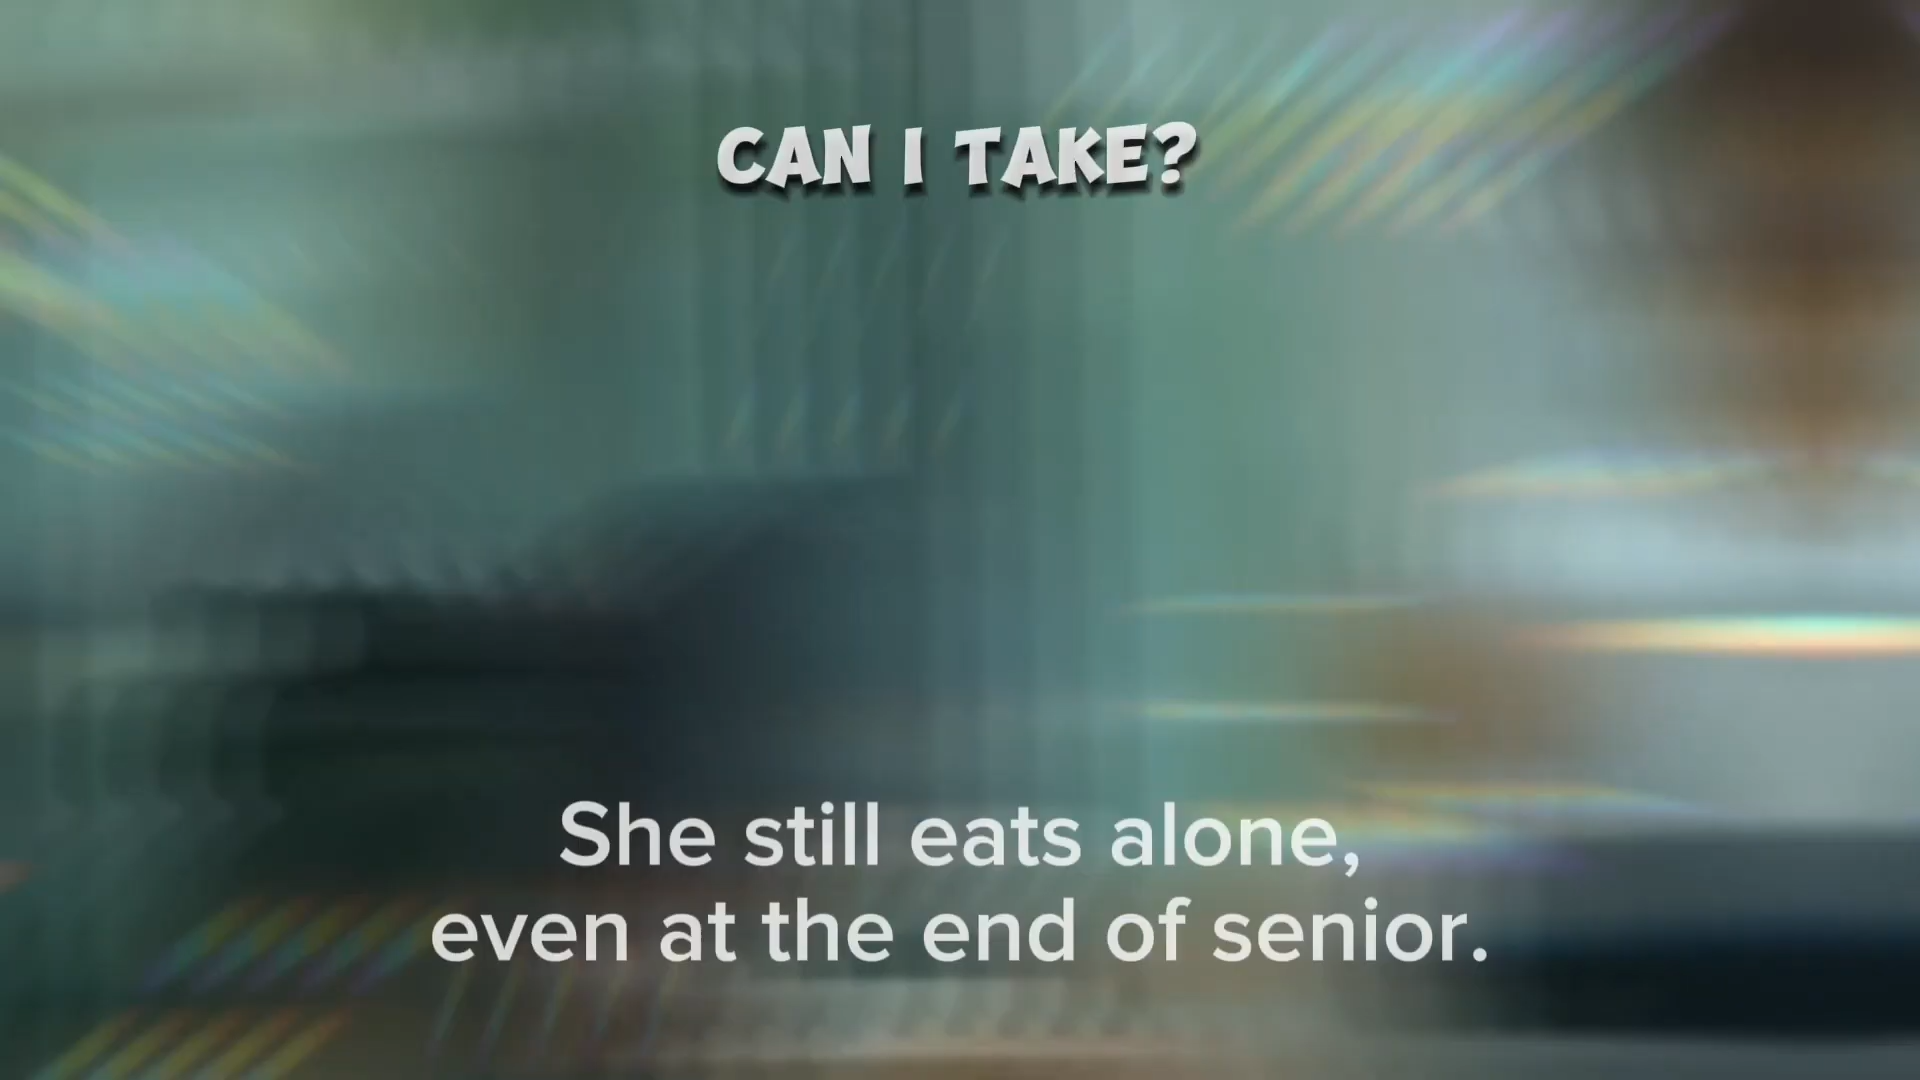 CAN I TAKE?
She still eats alone,
even at the end of senior.